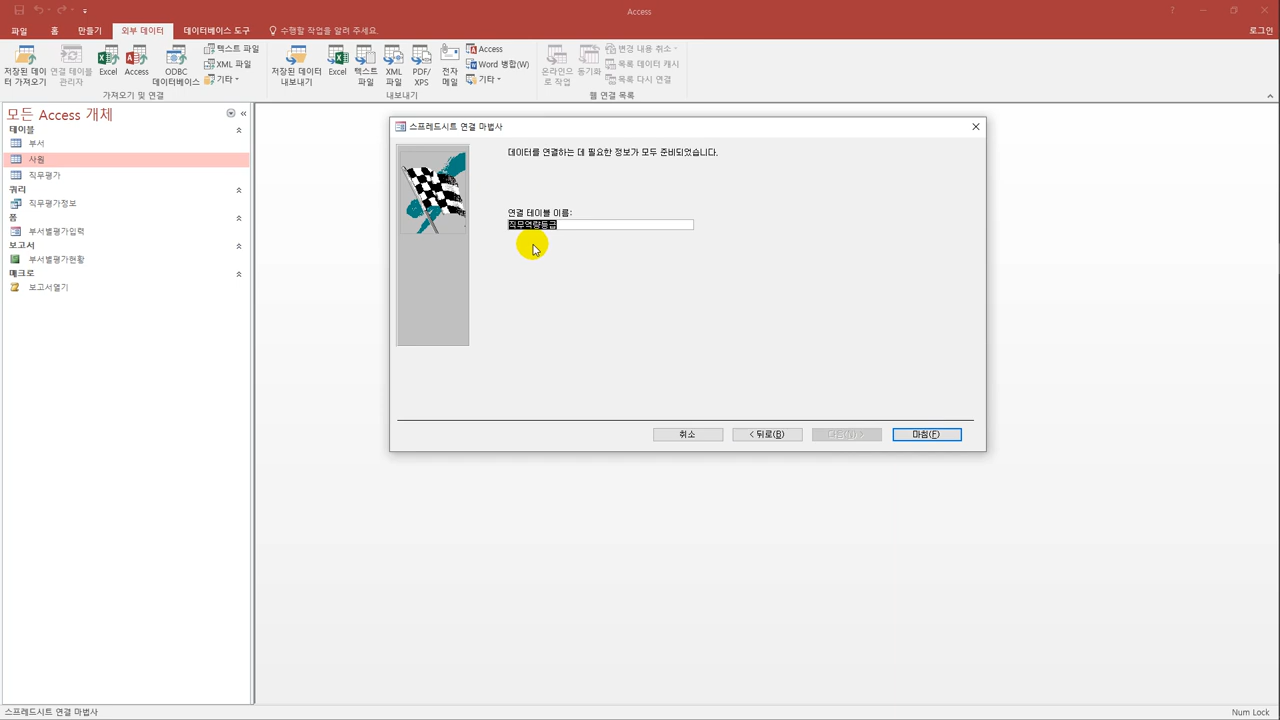 Access
파일 홈 만들기 외부 데이터 데이터베이스 도구 수행할 작업을 알려 주세요. 로그인
저장된 데이
터 가져오기
연결 테이블
관리자
Excel
Access
ODBC
데이터베이스
텍스트 파일
XML 파일
기타
가져오기 및 연결
저장된 데이터
내보내기
Excel
텍스트
파일
XML
파일
PDF/
XPS
전자
메일
Access
Word 병합(W)
기타
내보내기
온라인으
로 작업
동기화
변경 내용 취소
목록 데이터 캐시
목록 다시 연결
웹 연결 목록
모든 Access 개체
테이블
부서
사원
직무평가
쿼리
직무평가정보
폼
부서별평가입력
보고서
부서별평가현황
매크로
보고서열기
스프레드시트 연결 마법사
데이터를 연결하는 데 필요한 정보가 모두 준비되었습니다.
연결 테이블 이름:
직무역량등급
취소 < 뒤로(B) 다음(N) > 마침(F)
스프레드시트 연결 마법사 Num Lock